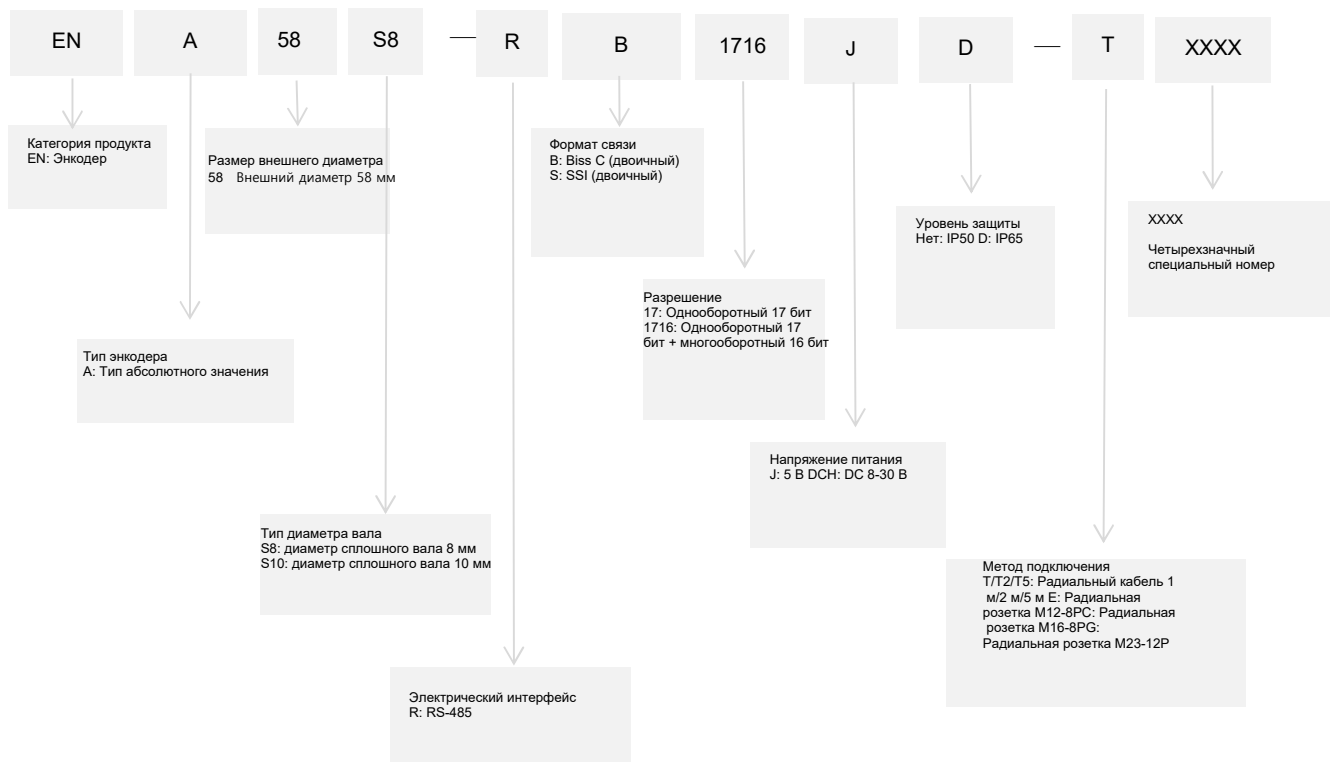 EN A 58 S8 — R B 1716 J D — T XXXX
Категория продукта
EN: Энкодер
Размер внешнего диаметра
58 Внешний диаметр 58 мм
Формат связи
B: Biss C (двоичный)
S: SSI (двоичный)
Уровень защиты
Нет: IP50 D: IP65
XXXX
Четырехзначный
специальный номер
Разрешение
17: Однооборотный 17 бит
1716: Однооборотный 17
бит + многооборотный 16 бит
Тип энкодера
A: Тип абсолютного значения
Напряжение питания
J: 5 В DCH: DC 8-30 В
Тип диаметра вала
S8: диаметр сплошного вала 8 мм
S10: диаметр сплошного вала 10 мм
Метод подключения
T/T2/T5: Радиальный кабель 1
м/2 м/5 м E: Радиальная
розетка M12-8PC: Радиальная
розетка M16-8PG:
Радиальная розетка M23-12P
Электрический интерфейс
R: RS-485